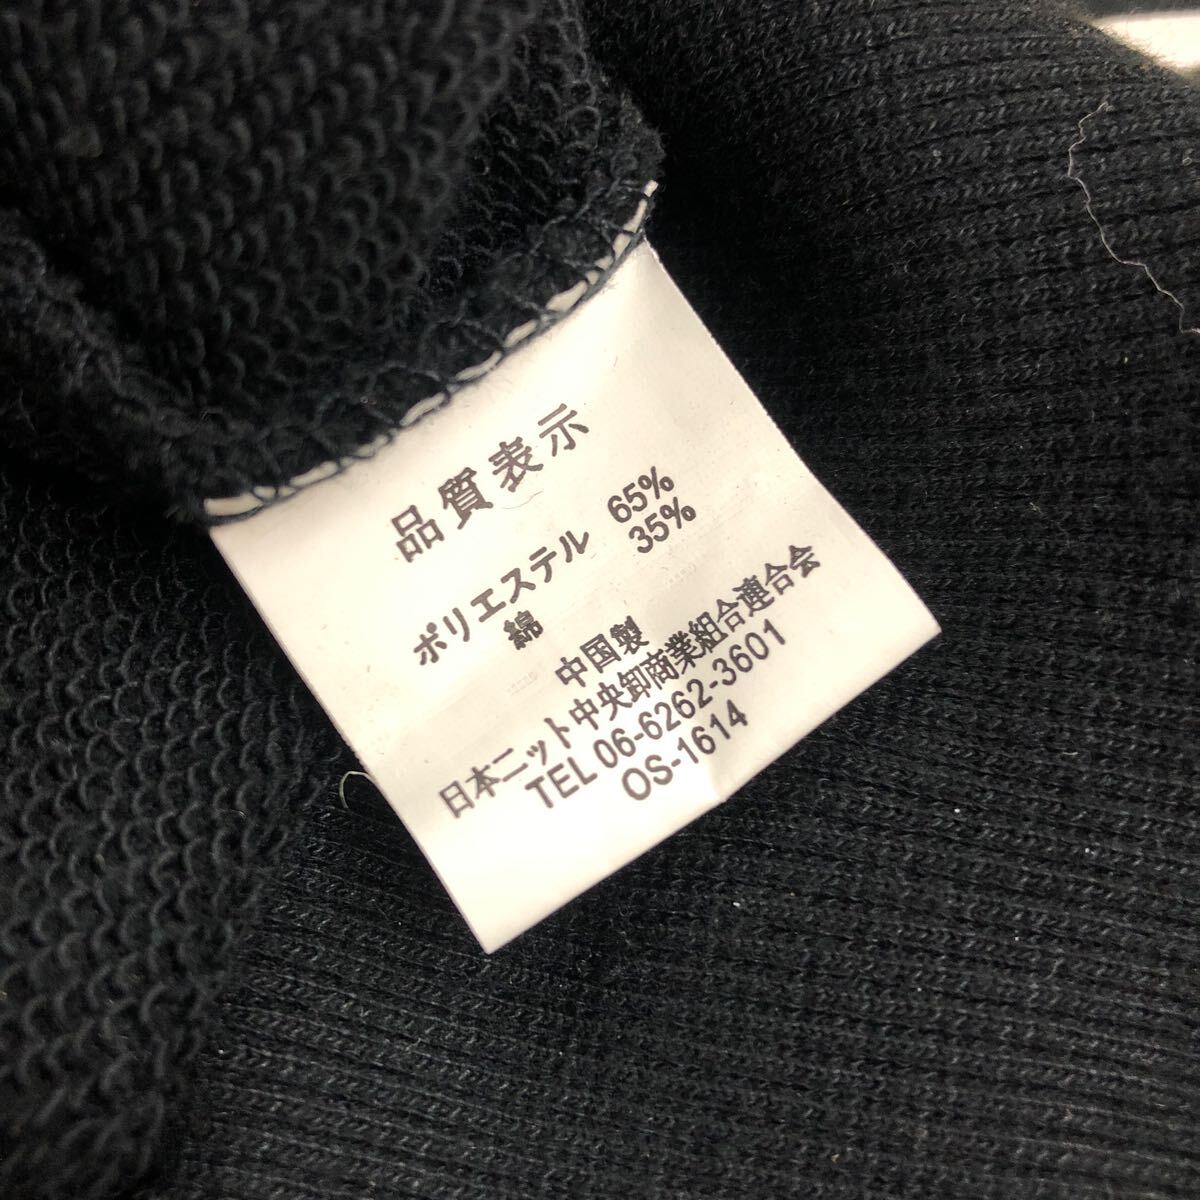 品質表示
ポリエステル 65%
綿 35%
中国製
日本ニット中央卸商業組合連合会
TEL 06-6262-3601
OS-1614